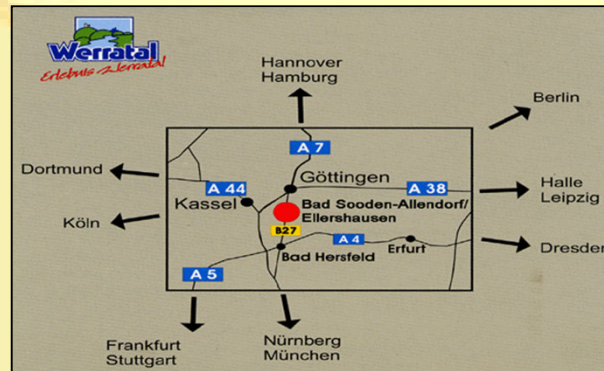 Werratal
Erlebnis Werratal
Hannover
Hamburg
Berlin
A 7
Dortmund
Göttingen
A 44
A 38
Halle
Leipzig
Kassel
Bad Sooden-Allendorf/
Ellershausen
Köln
B27
A 4
Bad Hersfeld
Erfurt
Dresden
A 5
Frankfurt
Stuttgart
Nürnberg
München